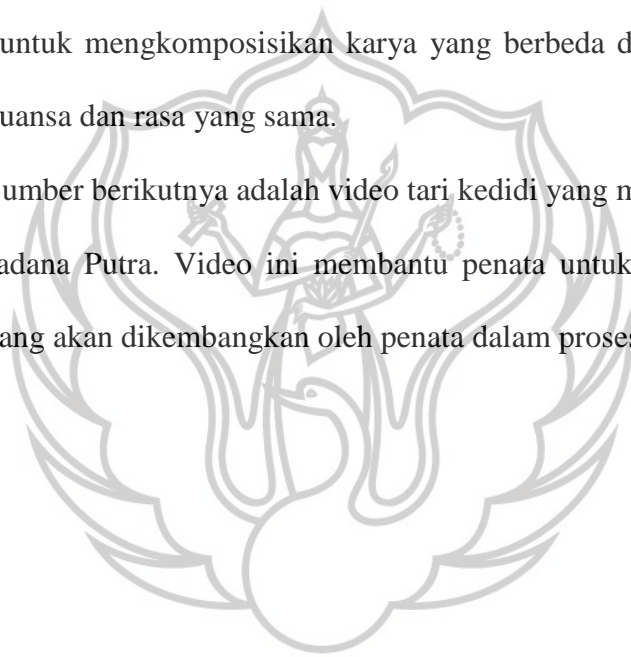 untuk mengkomposisikan karya yang berbeda
uansa dan rasa yang sama.
umber berikutnya adalah video tari kedidi yang
adana Putra. Video ini membantu penata untuk
ang akan dikembangkan oleh penata dalam proses